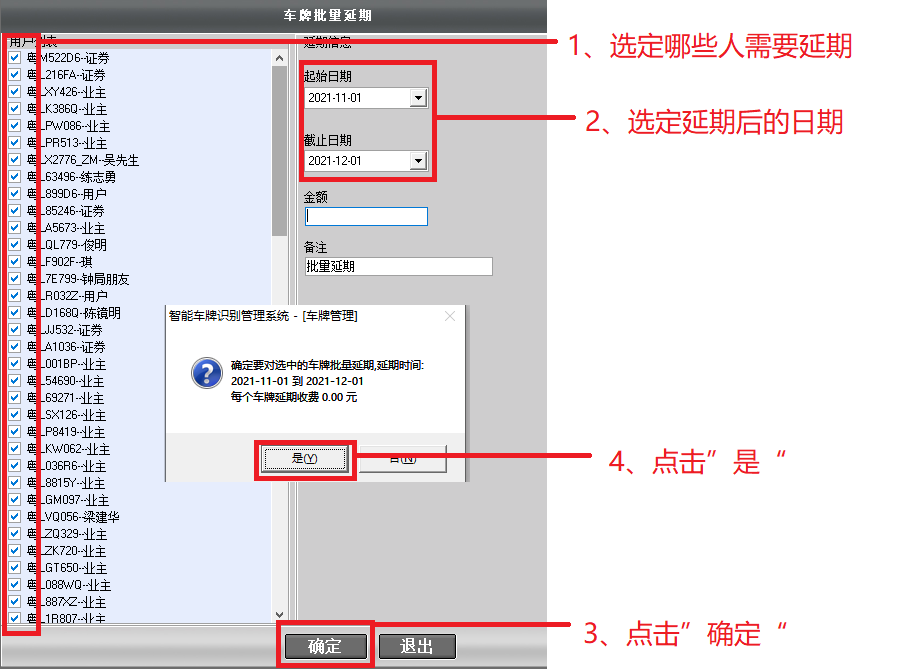 车牌批量延期
用户列表
粤LM522D6--证券
粤L216FA--证券
粤LXY426--业主
粤LK386Q--业主
粤LPW086--业主
粤LPR513--业主
粤LX2776_ZM--吴先生
粤L63496--练志勇
粤L899D6--用户
粤L85246--证券
粤LA5673--业主
粤LQL779--俊明
粤LF902F--琪
粤L7E799--钟局朋友
粤LR032Z--用户
粤LD168Q--陈镜明
粤LJJ532--证券
粤LA1036--证券
粤L001BP--业主
粤L54690--业主
粤L69271--业主
粤LSX126--业主
粤LP8419--业主
粤LKW062--业主
粤L036R6--业主
粤L8815Y--业主
粤LGM097--业主
粤LVQ056--梁建华
粤LZQ329--业主
粤LZK720--业主
粤LGT650--业主
粤L088WQ--业主
粤L887XZ--业主
粤L1R807--业主
延期信息
起始日期
2021-11-01
截止日期
2021-12-01
金额
备注
批量延期
智能车牌识别管理系统 - [车牌管理]
确定要对选中的车牌批量延期,延期时间:
2021-11-01 到 2021-12-01
每个车牌延期收费 0.00 元
是(Y)
否(N)
确定
退出
1、选定哪些人需要延期
2、选定延期后的日期
4、点击”是“
3、点击”确定“